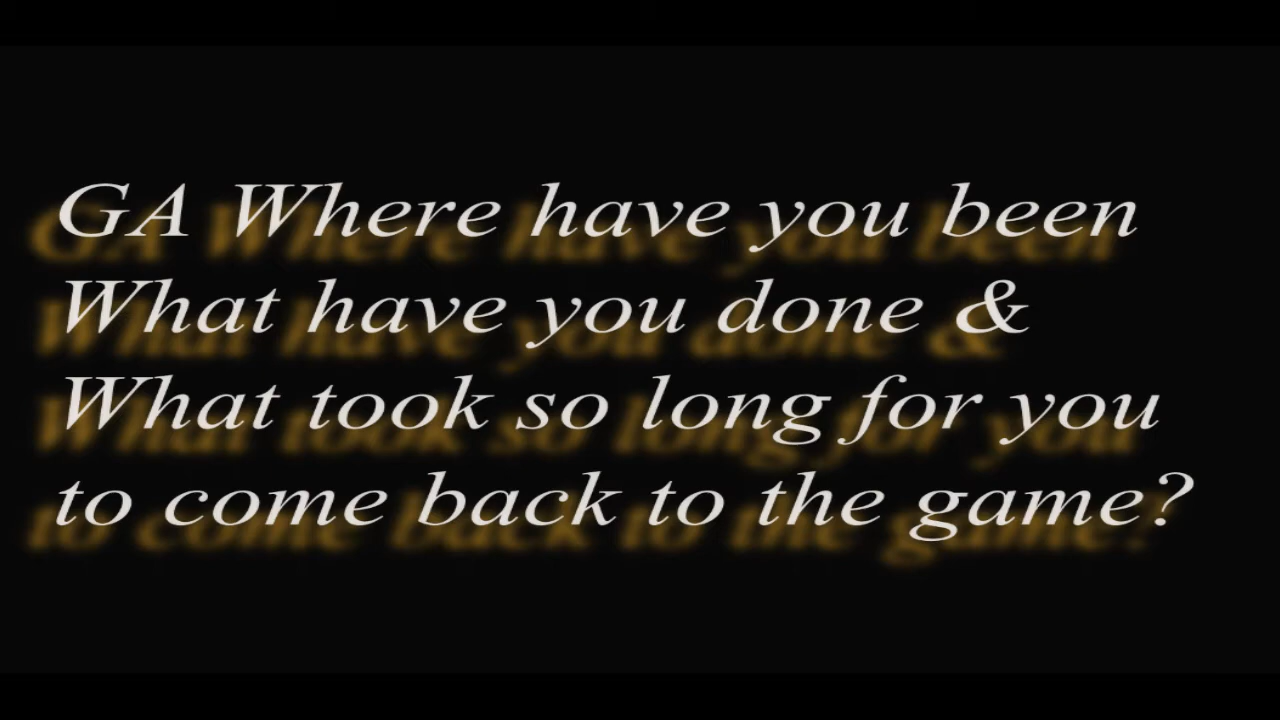 GA Where have you been
What have you done &
What took so long for you
to come back to the game?